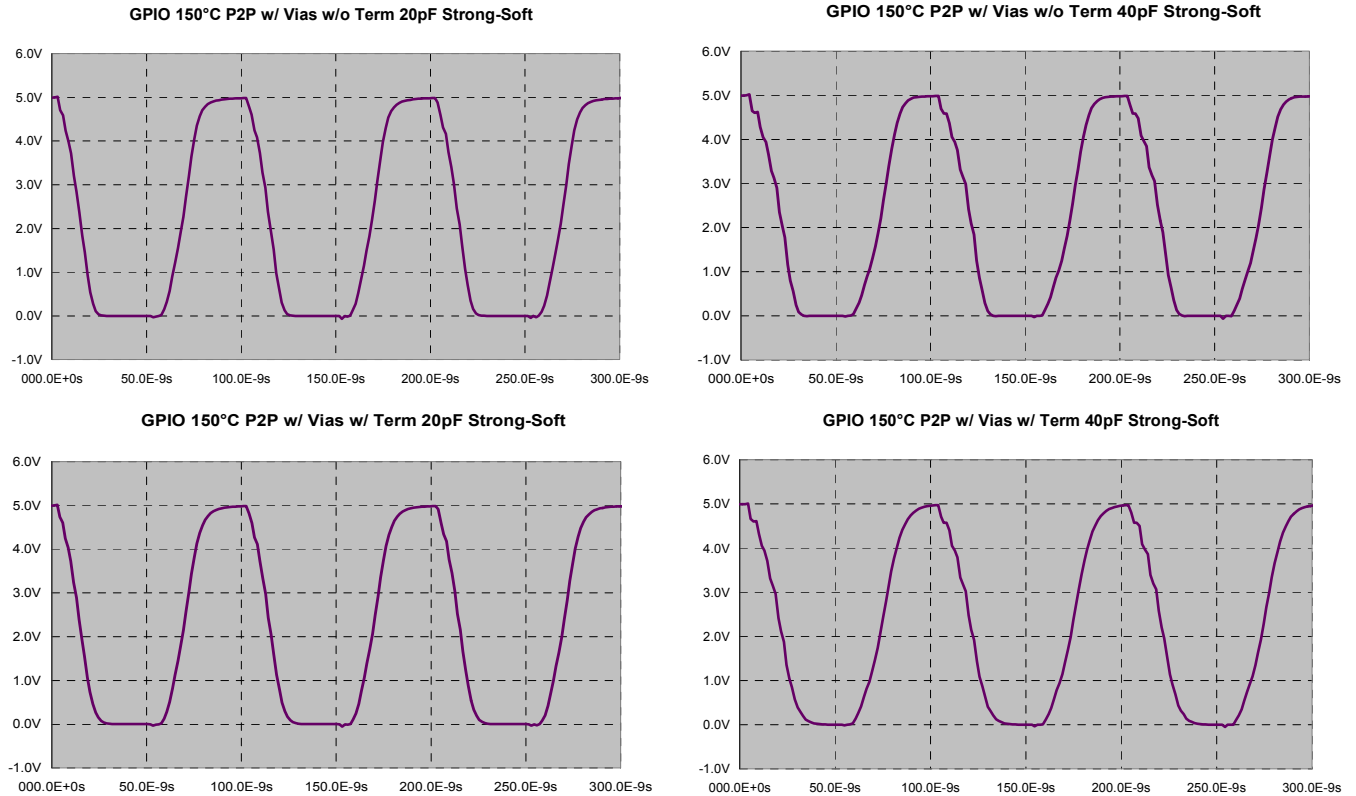 GPIO 150°C P2P w/ Vias w/o Term 20pF Strong-Soft
6.0V
5.0V
4.0V
3.0V
2.0V
1.0V
0.0V
-1.0V
000.0E+0s 50.0E-9s 100.0E-9s 150.0E-9s 200.0E-9s 250.0E-9s 300.0E-9s
GPIO 150°C P2P w/ Vias w/o Term 40pF Strong-Soft
6.0V
5.0V
4.0V
3.0V
2.0V
1.0V
0.0V
-1.0V
000.0E+0s 50.0E-9s 100.0E-9s 150.0E-9s 200.0E-9s 250.0E-9s 300.0E-9s
GPIO 150°C P2P w/ Vias w/ Term 20pF Strong-Soft
6.0V
5.0V
4.0V
3.0V
2.0V
1.0V
0.0V
-1.0V
000.0E+0s 50.0E-9s 100.0E-9s 150.0E-9s 200.0E-9s 250.0E-9s 300.0E-9s
GPIO 150°C P2P w/ Vias w/ Term 40pF Strong-Soft
6.0V
5.0V
4.0V
3.0V
2.0V
1.0V
0.0V
-1.0V
000.0E+0s 50.0E-9s 100.0E-9s 150.0E-9s 200.0E-9s 250.0E-9s 300.0E-9s